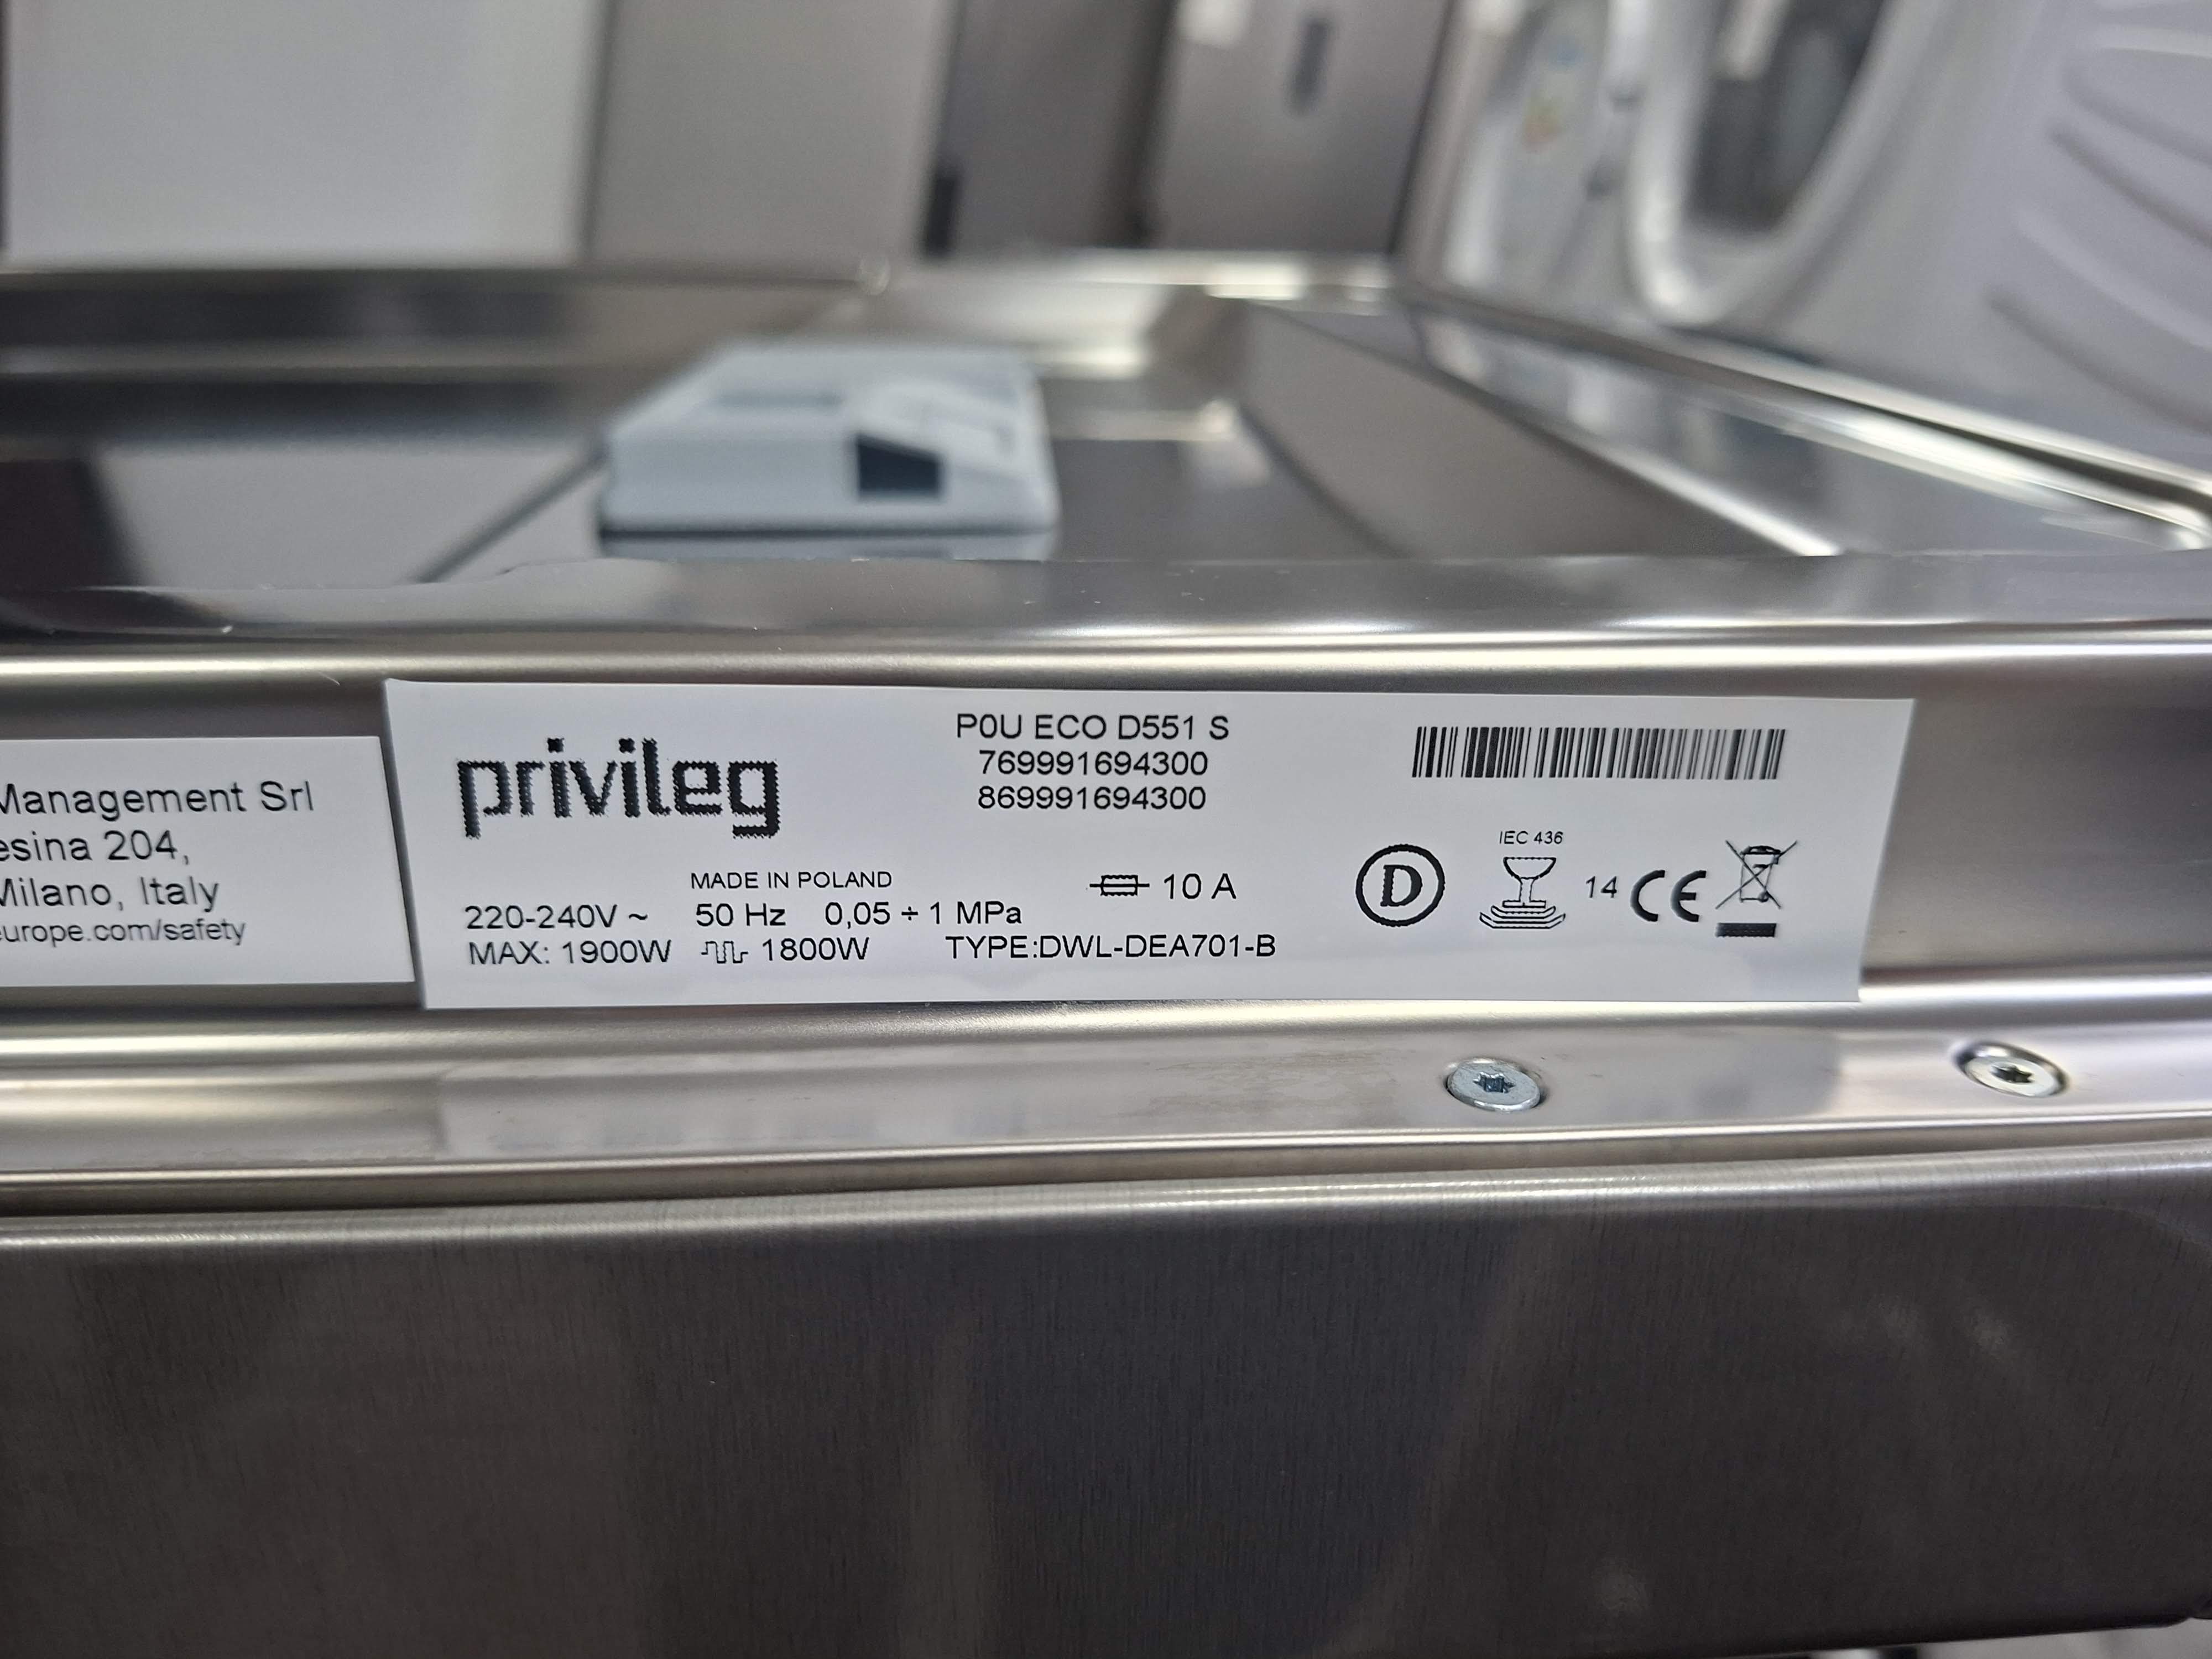 Management Srl
esina 204,
Milano, Italy
europe.com/safety
privileg
P0U ECO D551 S
769991694300
869991694300
MADE IN POLAND
10 A
220-240V ~ 50 Hz 0,05 ÷ 1 MPa
MAX: 1900W 1800W TYPE:DWL-DEA701-B
D
IEC 436
14 CE